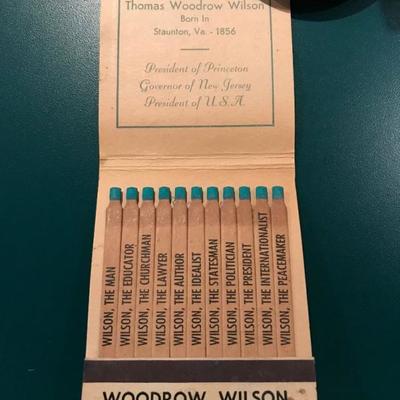 Thomas Woodrow Wilson
Born In
Staunton, Va. - 1856
President of Princeton
Governor of New Jersey
President of U.S.A.
WILSON, THE MAN
WILSON, THE EDUCATOR
WILSON, THE CHURCHMAN
WILSON, THE LAWYER
WILSON, THE AUTHOR
WILSON, THE IDEALIST
WILSON, THE STATESMAN
WILSON, THE POLITICIAN
WILSON, THE PRESIDENT
WILSON, THE INTERNATIONALIST
WILSON, THE PEACEMAKER
WOODROW WILSON